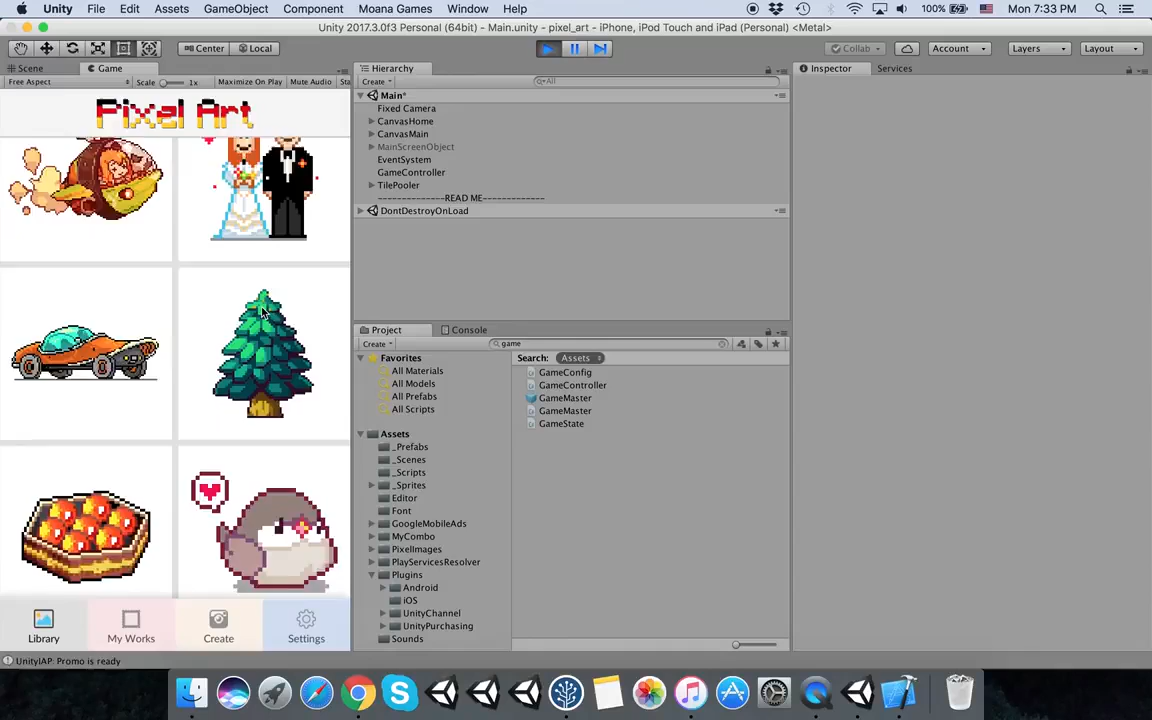 Unity File Edit Assets GameObject Component Moana Games Window Help 100% Mon 7:33 PM
Unity 2017.3.0f3 Personal (64bit) - Main.unity - pixel_art - iPhone, iPod Touch and iPad (Personal) <Metal>
Center Local Collab Account Layers Layout
Scene Game Hierarchy Inspector Services
Free Aspect Scale 1x Maximize On Play Mute Audio Sta Create All
Pixel Art
Main*
Fixed Camera
CanvasHome
CanvasMain
MainScreenObject
EventSystem
GameController
TilePooler
--------------READ ME-------------
DontDestroyOnLoad
Project Console
Create game
Favorites
All Materials
All Models
All Prefabs
All Scripts
Assets
_Prefabs
_Scenes
_Scripts
_Sprites
Editor
Font
GoogleMobileAds
MyCombo
PixelImages
PlayServicesResolver
Plugins
Android
iOS
UnityChannel
UnityPurchasing
Sounds
Search: Assets
GameConfig
GameController
GameMaster
GameMaster
GameState
Library My Works Create Settings
UnityIAP: Promo is ready